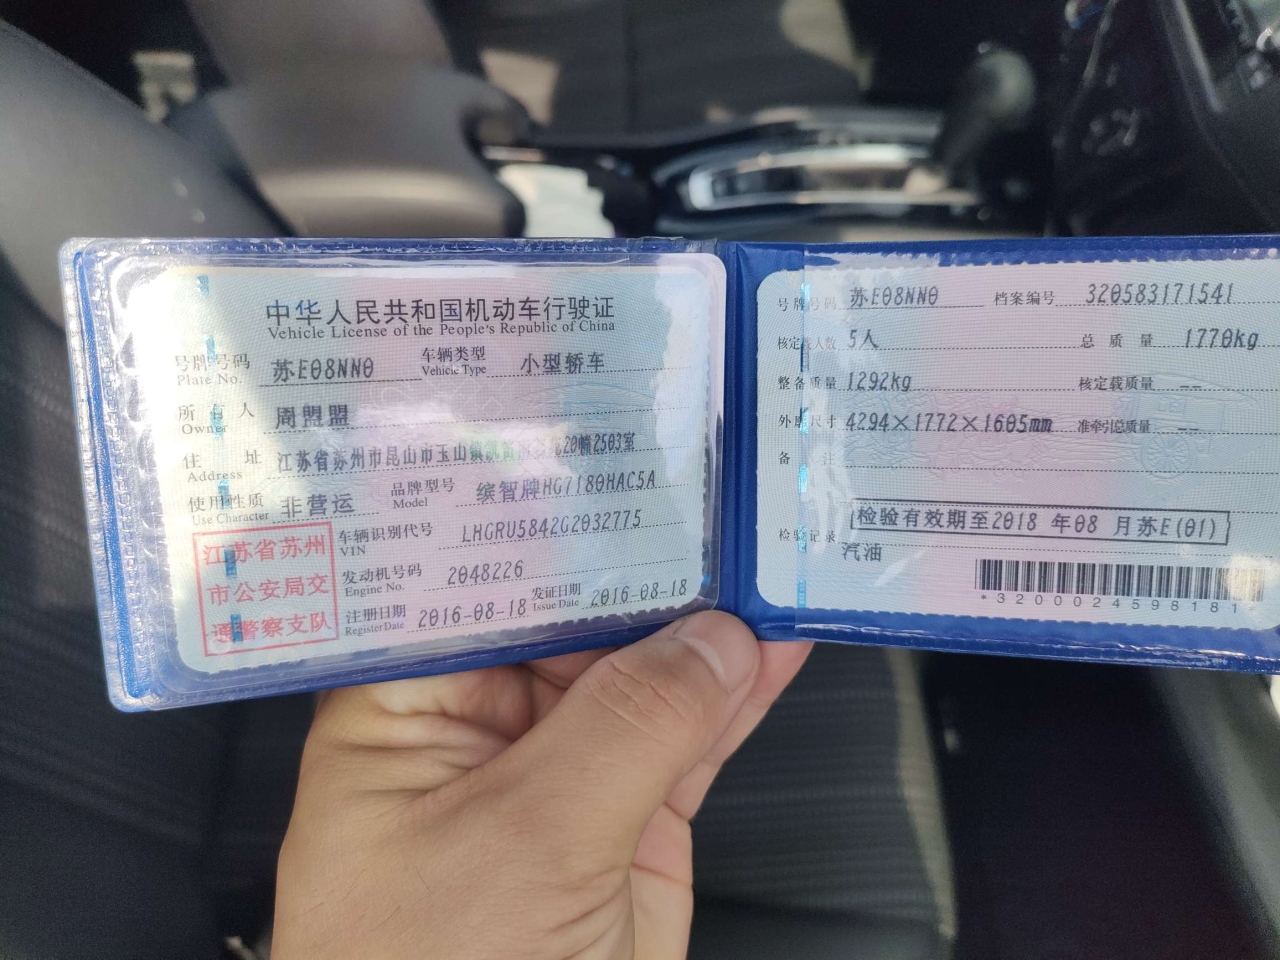 中华人民共和国机动车行驶证
Vehicle License of the People's Republic of China
号牌号码 苏E08NN0 车辆类型 小型轿车
Plate No. Vehicle Type
所有人 周盟盟
Owner
住址 江苏省苏州市昆山市玉山镇 20幢2503室
Address
使用性质 非营运 品牌型号 缤智牌HG7180HAC5A
Use Character Model
江苏省苏州市公安局交通警察支队
车辆识别代号 LHGRU5842G2032775
VIN
发动机号码 2048226
Engine No.
注册日期 2016-08-18 发证日期 2016-08-18
Register Date Issue Date
号牌号码 苏E08NN0 档案编号 320583171541
核定载人数 5人 总质量 1770kg
整备质量 1292kg 核定载质量 --
外廓尺寸 4294×1772×1605mm 准牵引总质量 --
备注
检验有效期至2018年08月苏E(01)
检验记录
汽油
*3200024598181